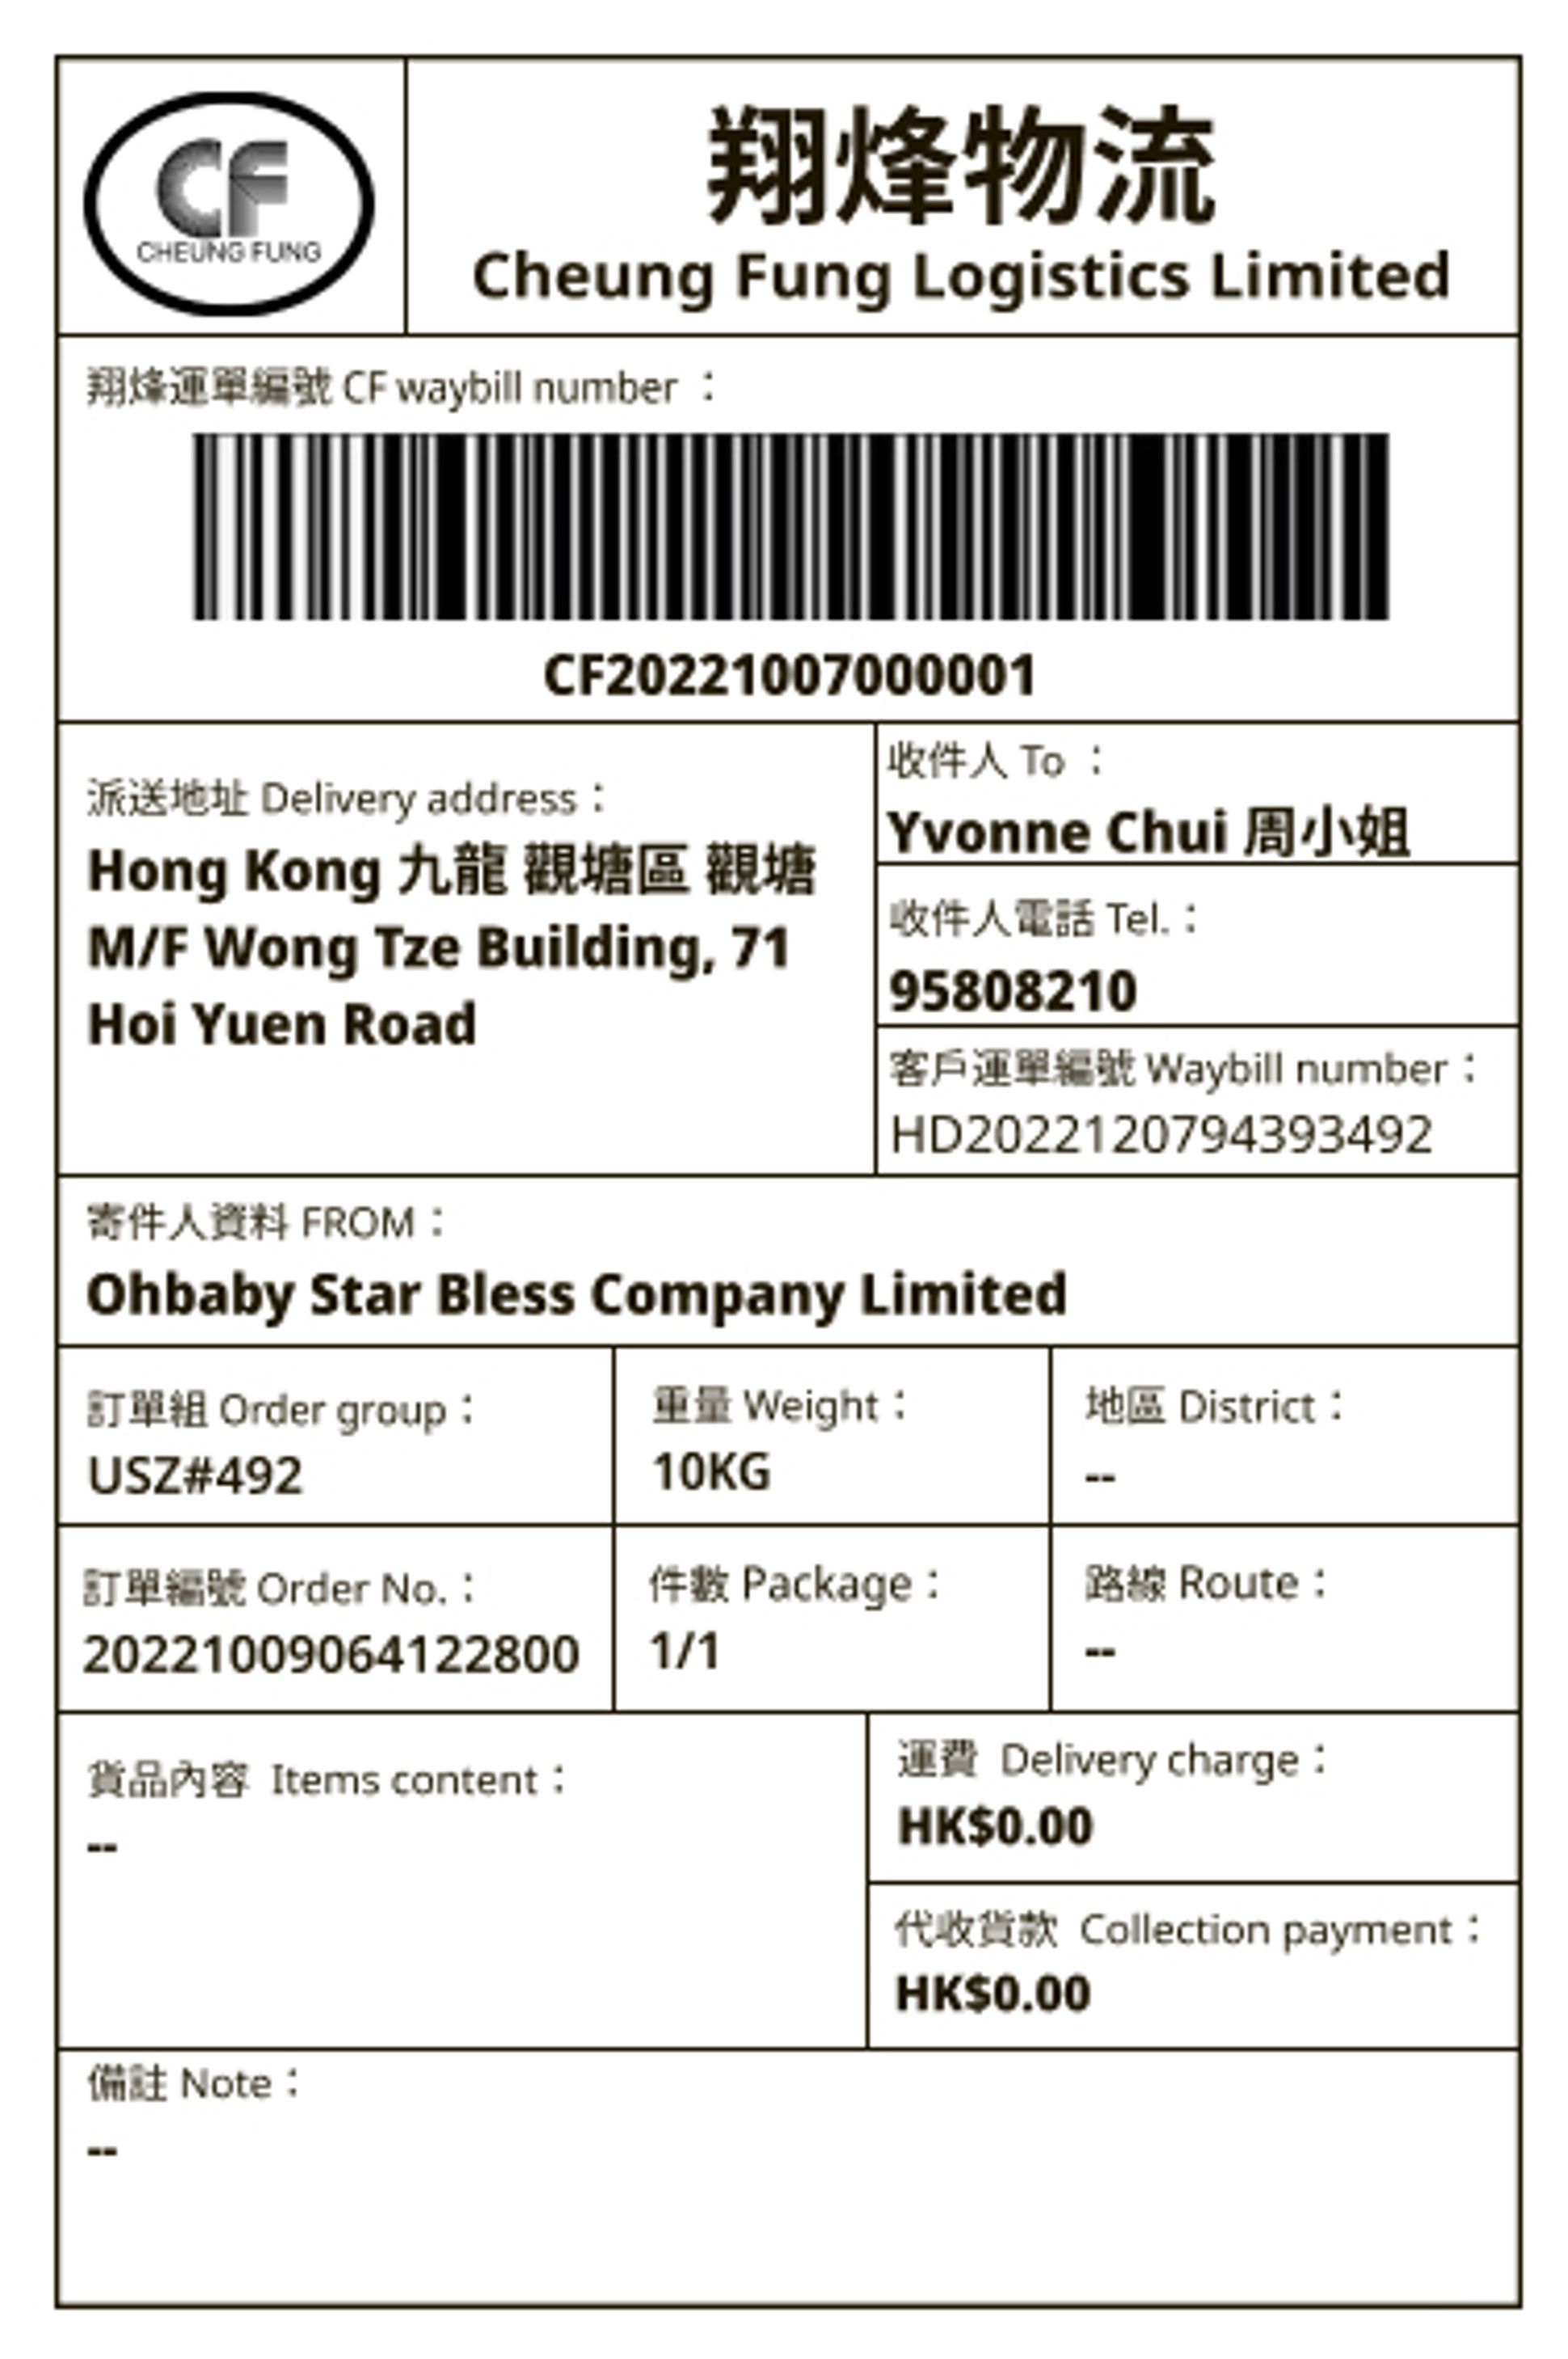 CF
CHEUNG FUNG
翔烽物流
Cheung Fung Logistics Limited
翔烽運單編號 CF waybill number ：
CF20221007000001
派送地址 Delivery address：
Hong Kong 九龍 觀塘區 觀塘
M/F Wong Tze Building, 71
Hoi Yuen Road
收件人 To ：
Yvonne Chui 周小姐
收件人電話 Tel.：
95808210
客戶運單編號 Waybill number：
HD2022120794393492
寄件人資料 FROM：
Ohbaby Star Bless Company Limited
訂單組 Order group：
USZ#492
重量 Weight：
10KG
地區 District：
--
訂單編號 Order No.：
20221009064122800
件數 Package：
1/1
路線 Route：
--
貨品內容 Items content：
--
運費 Delivery charge：
HK$0.00
代收貨款 Collection payment：
HK$0.00
備註 Note：
--